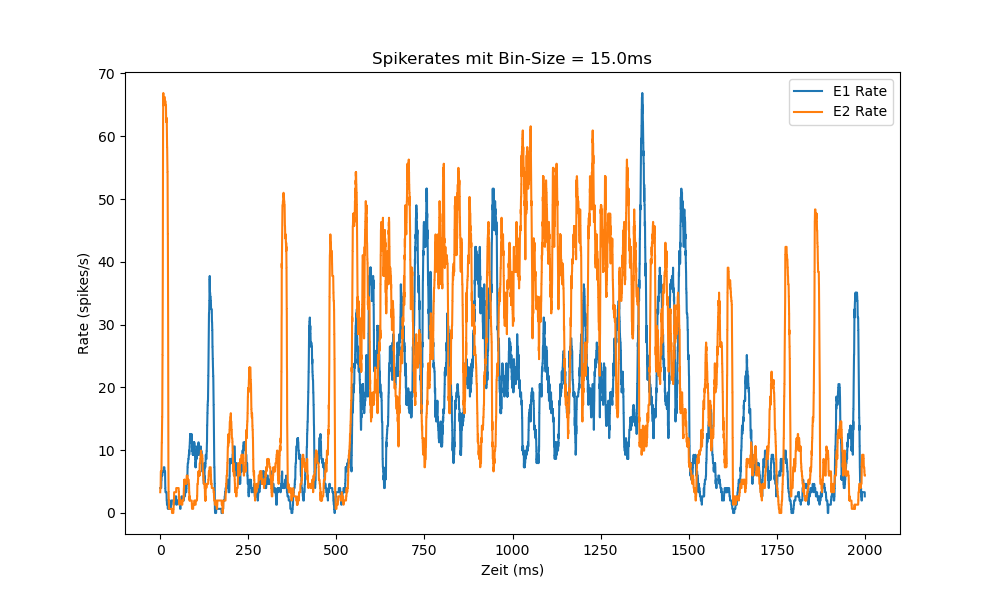 Spikerates mit Bin-Size = 15.0ms
E1 Rate
E2 Rate
Rate (spikes/s)
70
60
50
40
30
20
10
0
0 250 500 750 1000 1250 1500 1750 2000
Zeit (ms)